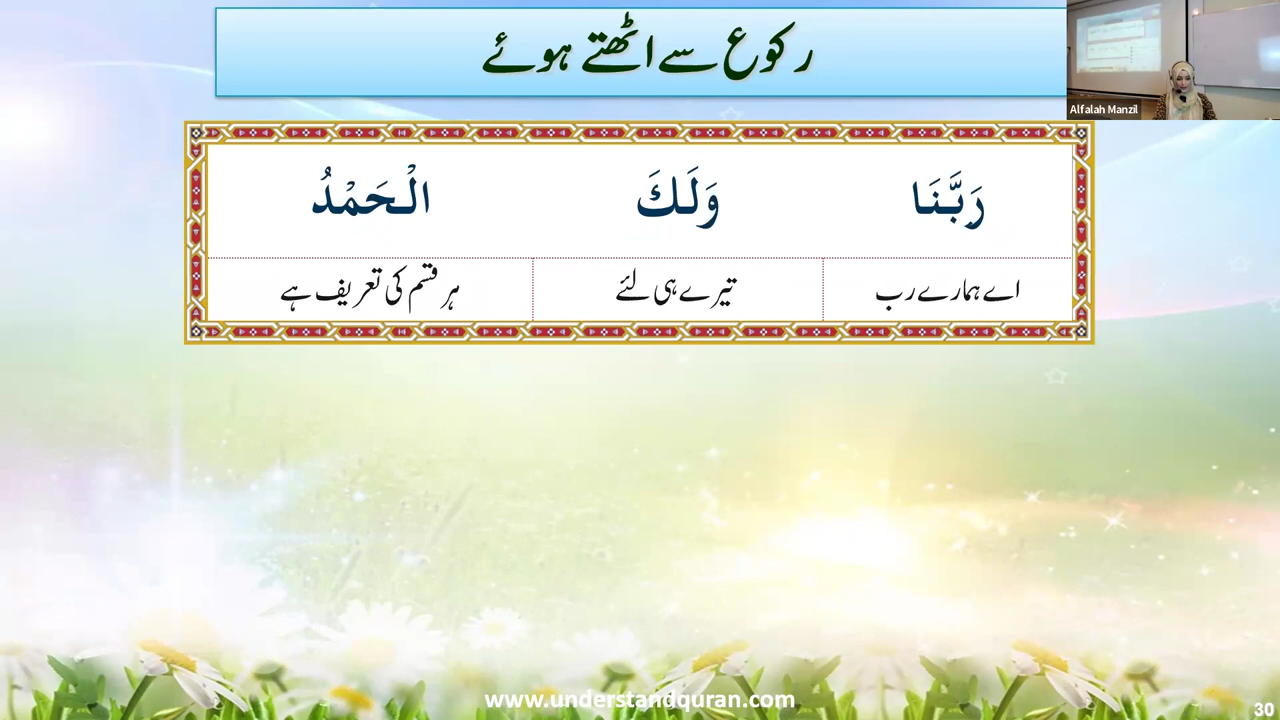 رکوع سے اٹھتے ہوئے
Alfalah Manzil
رَبَّنَا وَلَكَ الْحَمْدُ
اے ہمارے رب تیرے ہی لئے ہر قسم کی تعریف ہے
www.understandquran.com
30